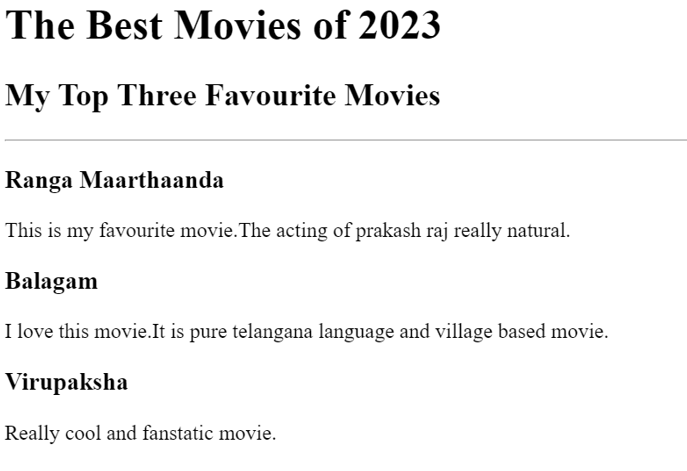 The Best Movies of 2023
My Top Three Favourite Movies
Ranga Maarthaanda
This is my favourite movie.The acting of prakash raj really natural.
Balagam
I love this movie.It is pure telangana language and village based movie.
Virupaksha
Really cool and fanstatic movie.